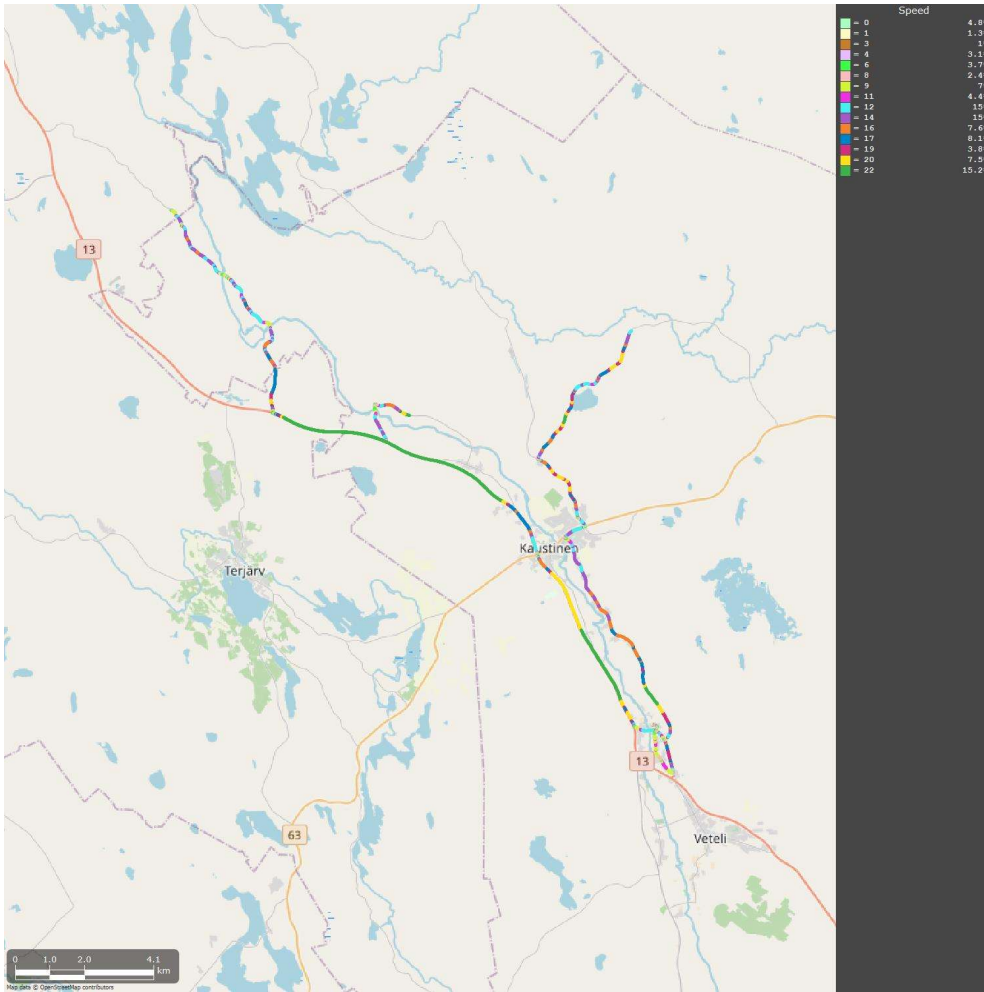 Speed
= 0 4.8
= 1 1.3
= 3 1
= 4 3.1
= 6 3.7
= 8 2.4
= 9 7
= 11 4.4
= 12 15
= 14 15
= 16 7.6
= 17 8.1
= 19 3.8
= 20 7.5
= 22 15.2
13
Terjärv
Kaustinen
13
63
Veteli
0 1.0 2.0 4.1
km
Map data © OpenStreetMap contributors